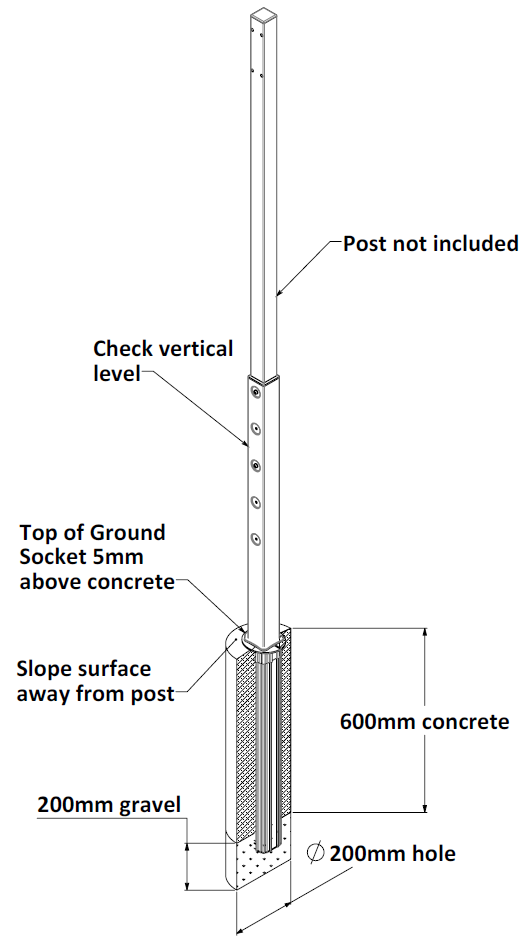 Post not included
Check vertical
level
Top of Ground
Socket 5mm
above concrete
Slope surface
away from post
600mm concrete
200mm gravel
∅ 200mm hole